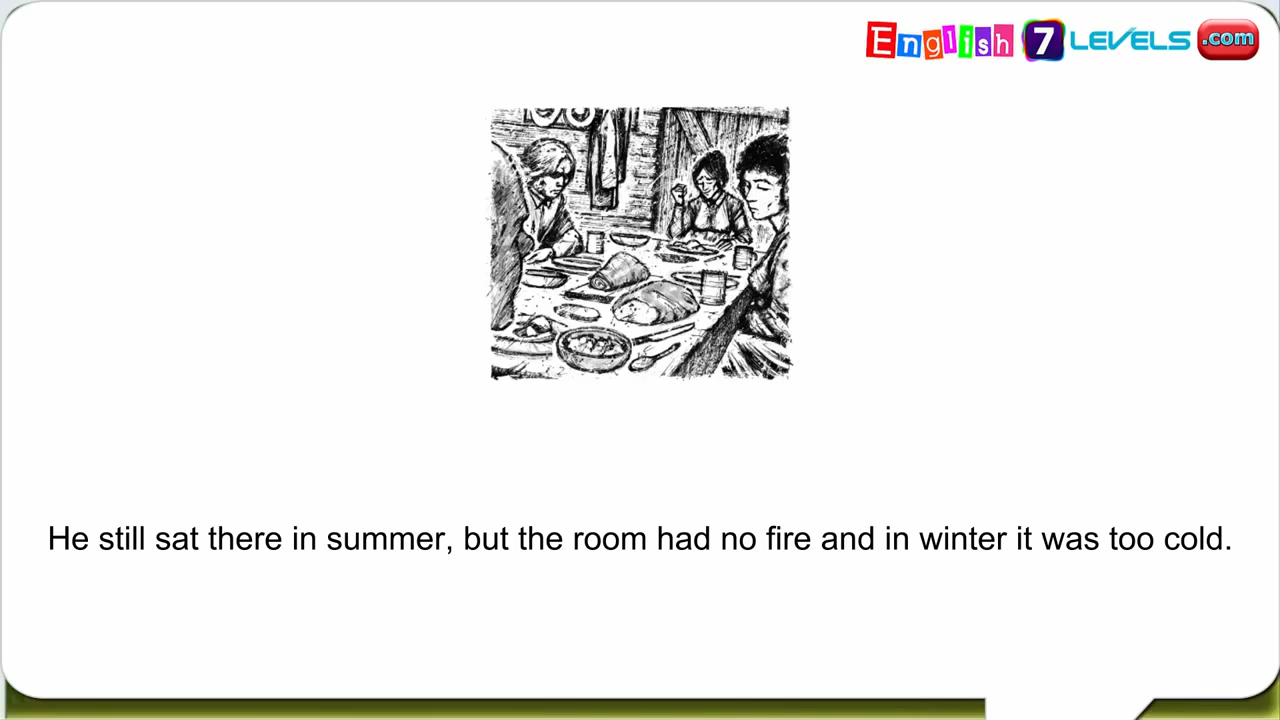 English 7 LEVELS .com
He still sat there in summer, but the room had no fire and in winter it was too cold.